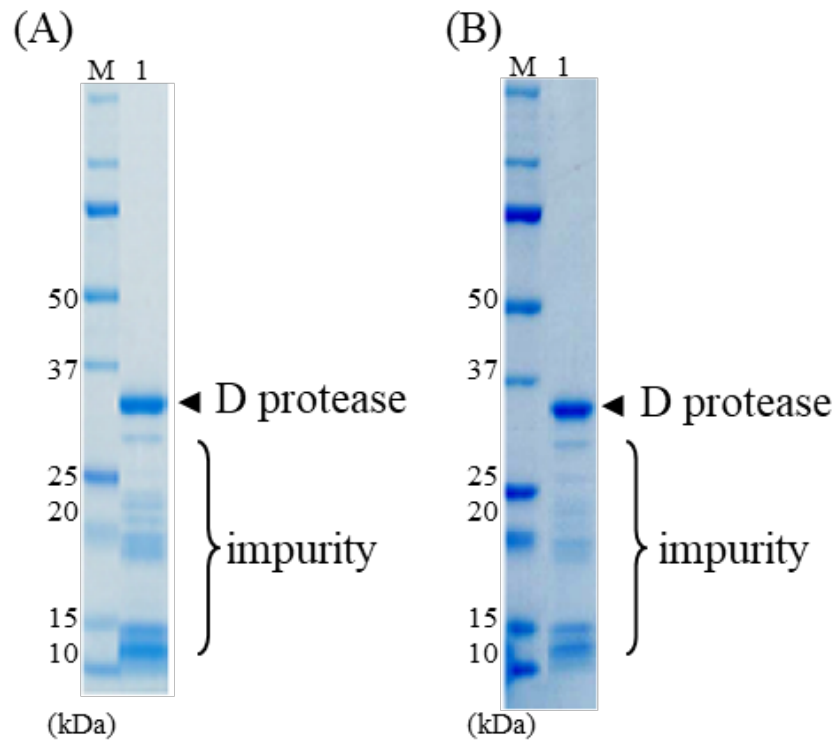 (A)
M 1
50
37
D protease
25
20
impurity
15
10
(kDa)
(B)
M 1
50
37
D protease
25
20
impurity
15
10
(kDa)